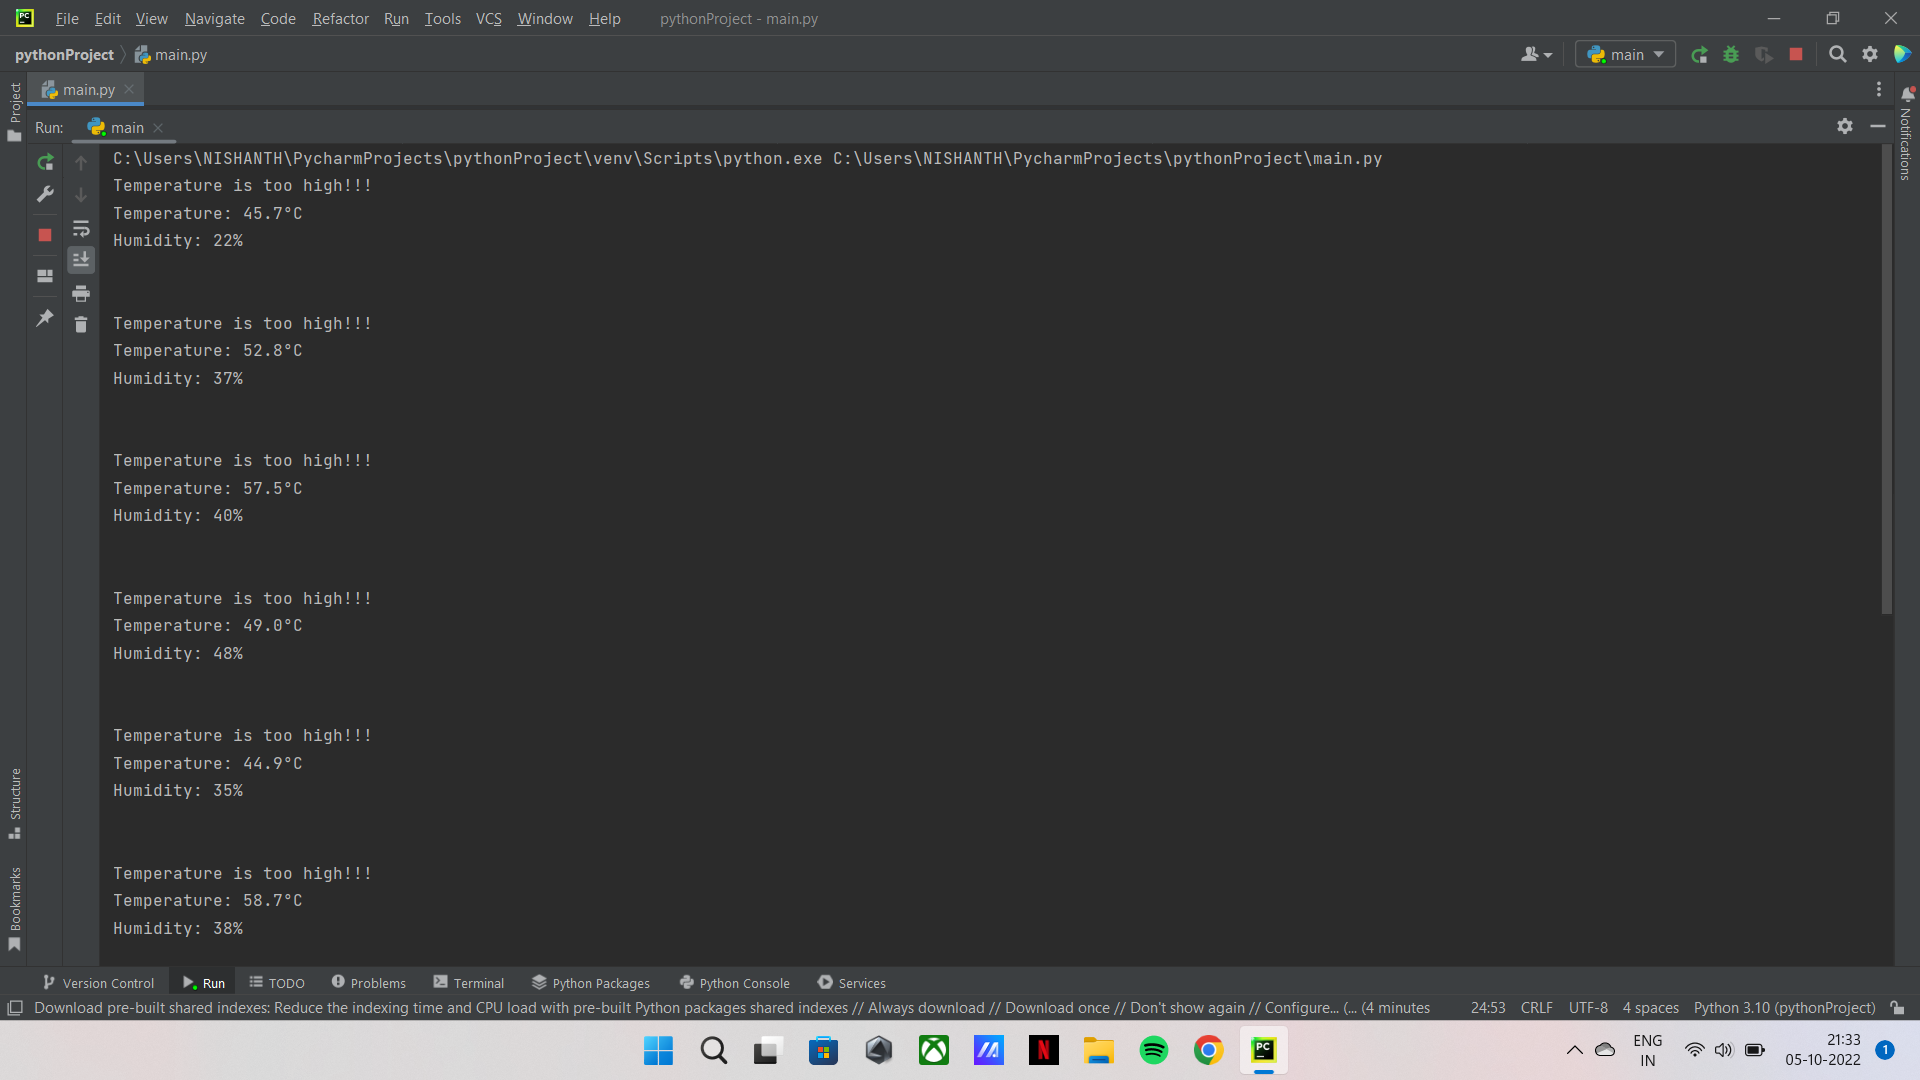 PC
File Edit View Navigate Code Refactor Run Tools VCS Window Help pythonProject - main.py
pythonProject main.py
main
Project
main.py
Notifications
Run: main
C:\Users\NISHANTH\PycharmProjects\pythonProject\venv\Scripts\python.exe C:\Users\NISHANTH\PycharmProjects\pythonProject\main.py
Temperature is too high!!!
Temperature: 45.7°C
Humidity: 22%
Temperature is too high!!!
Temperature: 52.8°C
Humidity: 37%
Temperature is too high!!!
Temperature: 57.5°C
Humidity: 40%
Temperature is too high!!!
Temperature: 49.0°C
Humidity: 48%
Temperature is too high!!!
Temperature: 44.9°C
Humidity: 35%
Temperature is too high!!!
Temperature: 58.7°C
Humidity: 38%
Structure
Bookmarks
Version Control Run TODO Problems Terminal Python Packages Python Console Services
Download pre-built shared indexes: Reduce the indexing time and CPU load with pre-built Python packages shared indexes // Always download // Download once // Don't show again // Configure... (... (4 minutes 24:53 CRLF UTF-8 4 spaces Python 3.10 (pythonProject)
N
PC
ENG
IN
21:33
05-10-2022
1